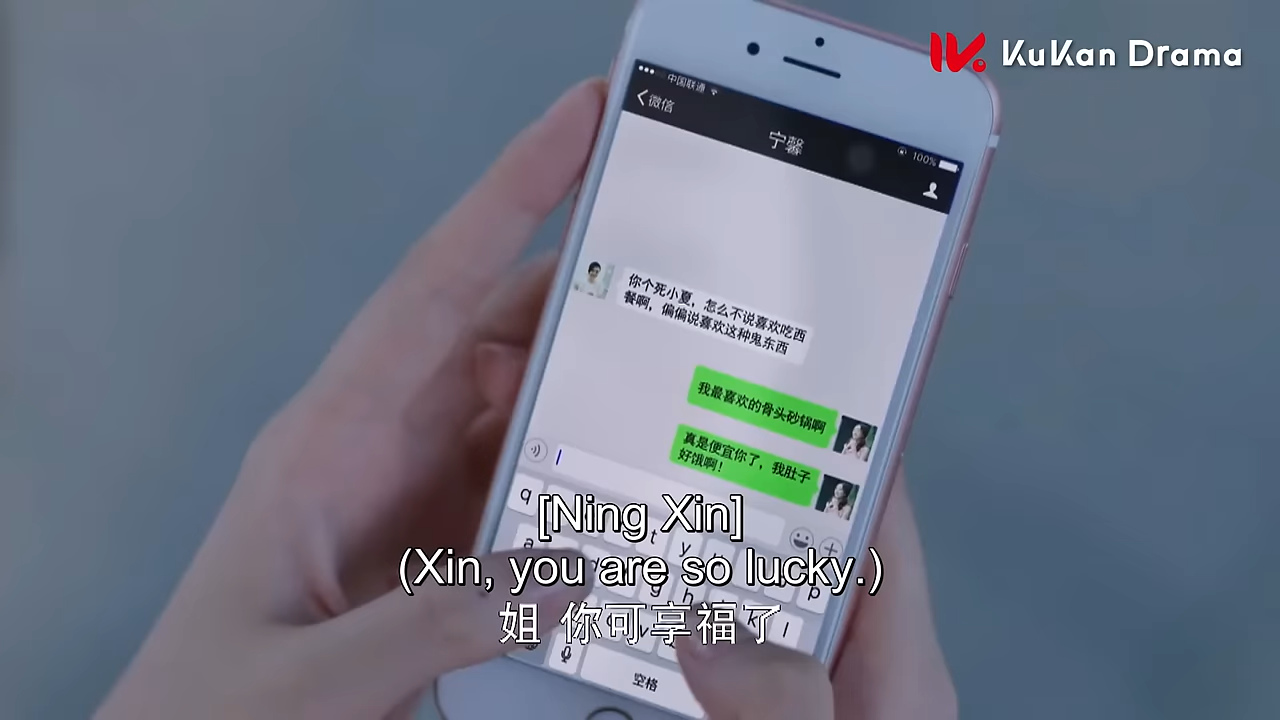 KuKan Drama
中国联通
100%
微信
宁馨
你个死小夏，怎么不说喜欢吃西
餐啊，偏偏说喜欢这种鬼东西
我最喜欢的骨头砂锅啊
真是便宜你了，我肚子
好饿啊！
q
t
y
p
a
g
h
k
l
空格
[Ning Xin]
(Xin, you are so lucky.)
姐 你可享福了